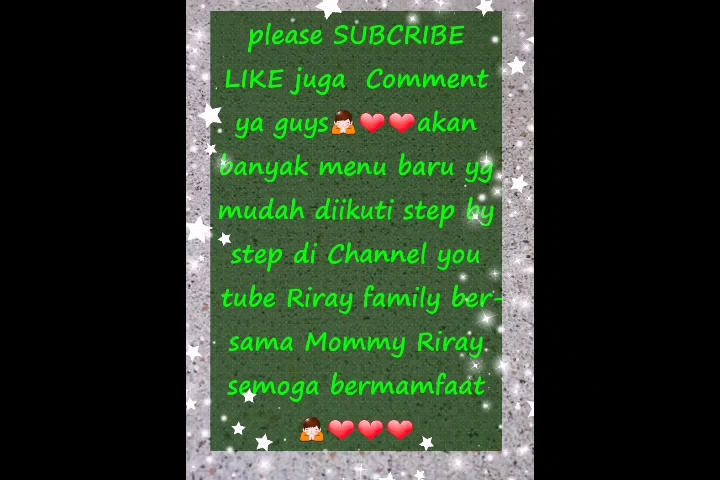 please SUBCRIBE
LIKE juga Comment
ya guys🙇❤️❤️akan
banyak menu baru yg
mudah diikuti step by
step di Channel you
tube Riray family ber-
sama Mommy Riray.
semoga bermamfaat
🙇❤️❤️❤️